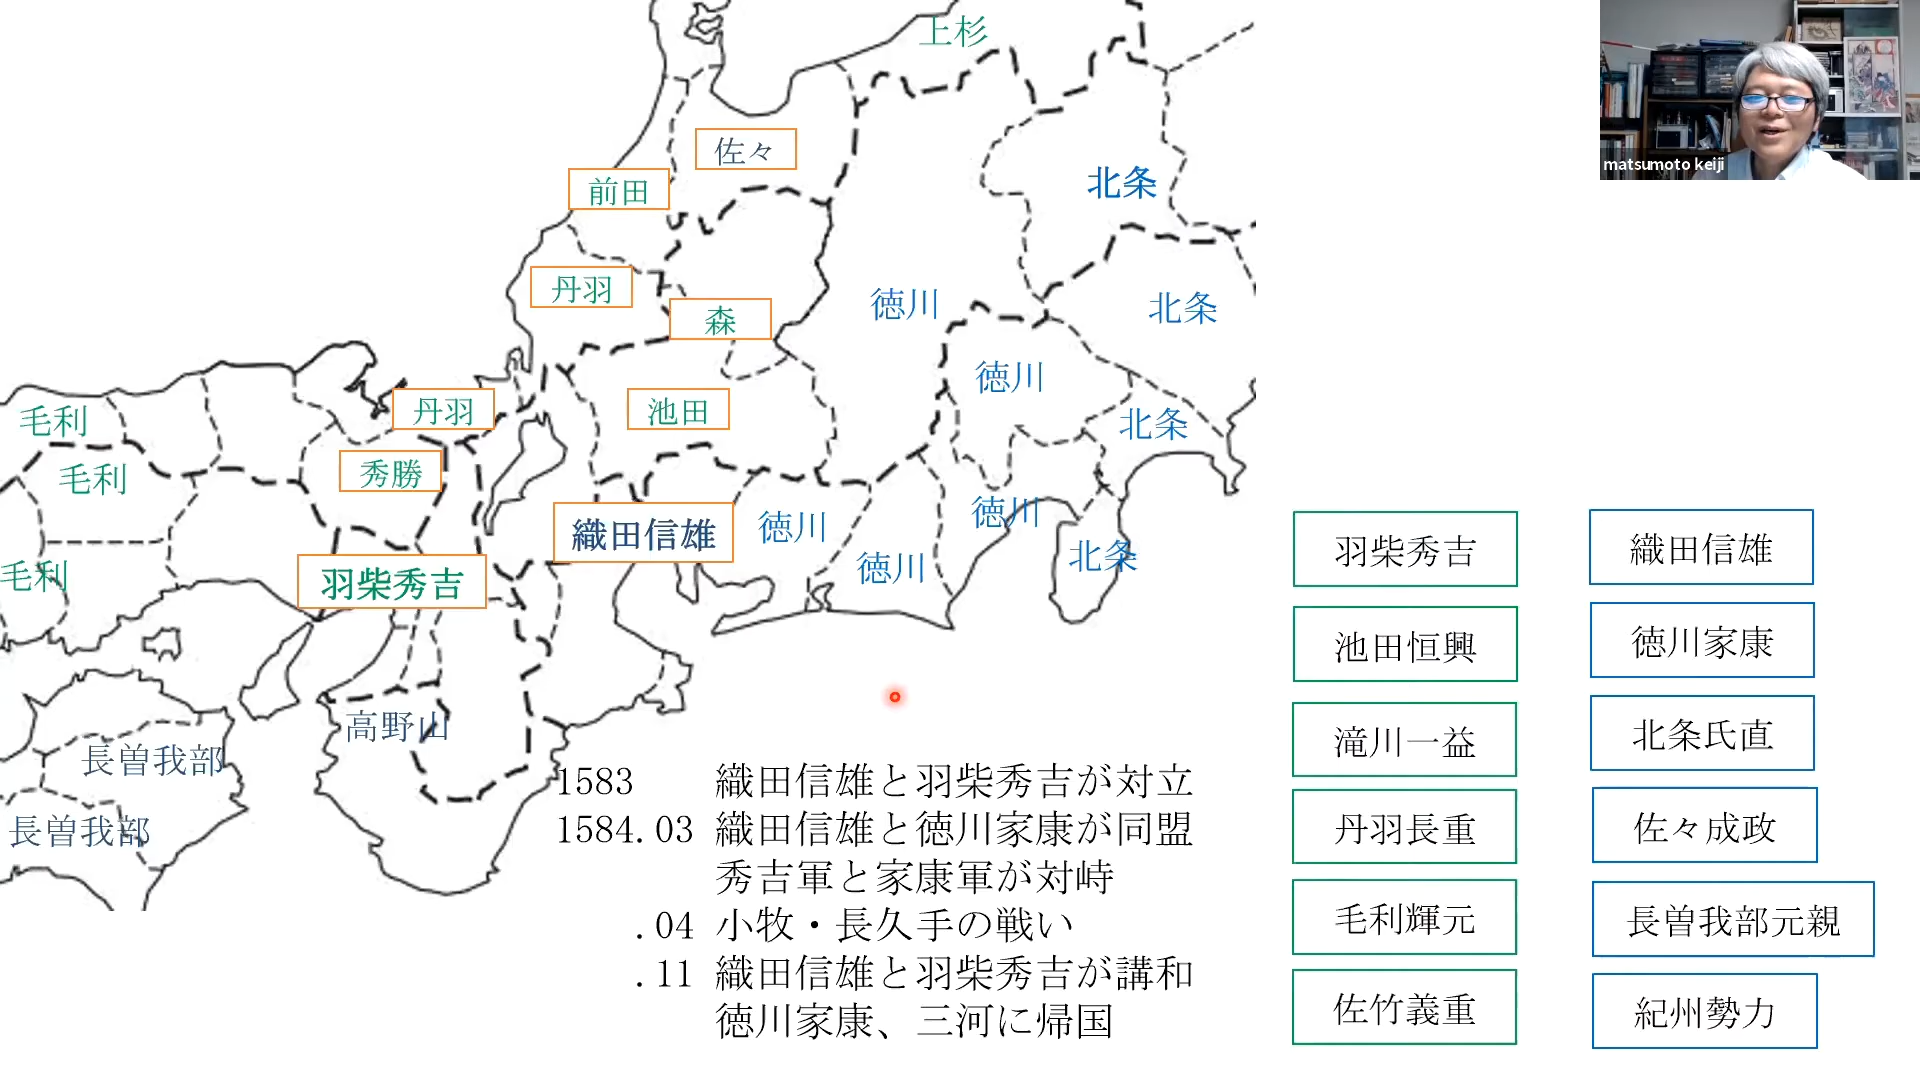 上杉
matsumoto keiji
佐々
前田
北条
丹羽
森
徳川
北条
徳川
毛利
丹羽
池田
北条
毛利
秀勝
織田信雄
徳川
徳川
徳川
北条
毛利
羽柴秀吉
高野山
長曽我部
長曽我部
1583 織田信雄と羽柴秀吉が対立
1584.03 織田信雄と徳川家康が同盟
秀吉軍と家康軍が対峙
.04 小牧・長久手の戦い
.11 織田信雄と羽柴秀吉が講和
徳川家康、三河に帰国
羽柴秀吉
池田恒興
滝川一益
丹羽長重
毛利輝元
佐竹義重
織田信雄
徳川家康
北条氏直
佐々成政
長曽我部元親
紀州勢力